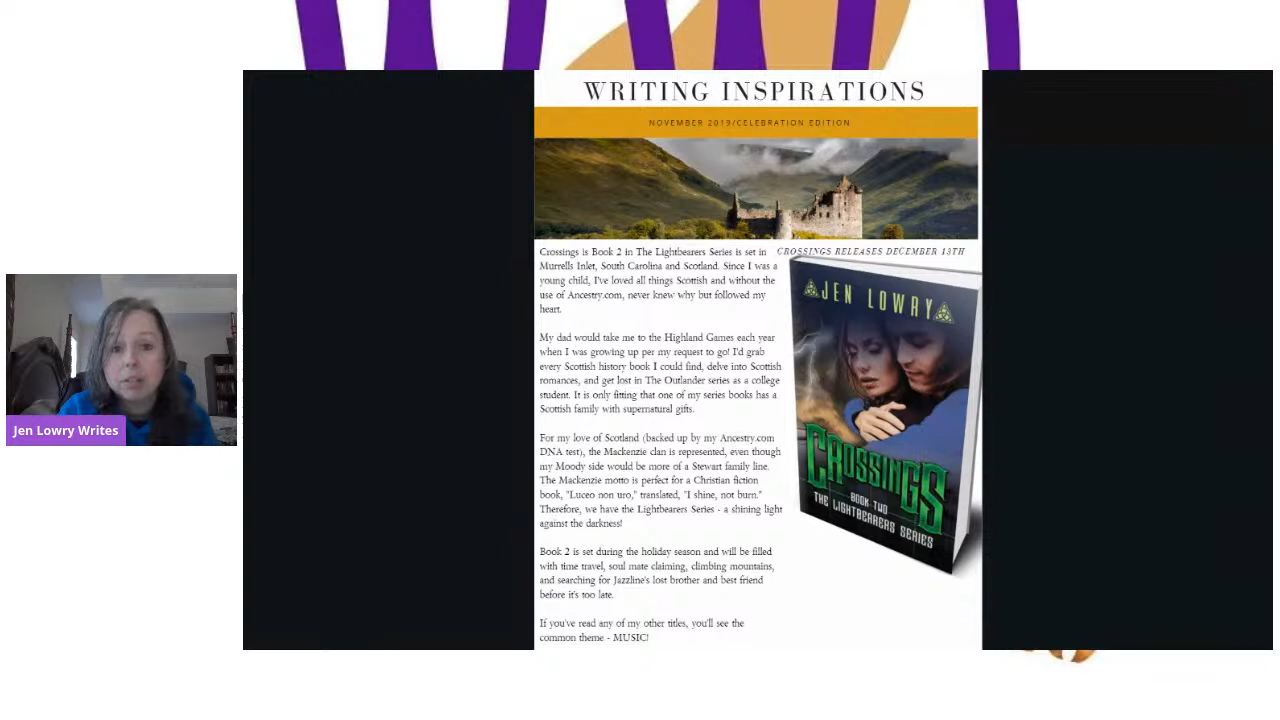 WRITING INSPIRATIONS
NOVEMBER 2019/CELEBRATION EDITION
Crossings is Book 2 in The Lightbearers Series is set in
Murrells Inlet, South Carolina and Scotland. Since I was a
young child, I've loved all things Scottish and without the
use of Ancestry.com, never knew why but followed my
heart.
My dad would take me to the Highland Games each year
when I was growing up per my request to go! I'd grab
every Scottish history book I could find, delve into Scottish
romances, and get lost in The Outlander series as a college
student. It is only fitting that one of my series books has a
Scottish family with supernatural gifts.
For my love of Scotland (backed up by my Ancestry.com
DNA test), the Mackenzie clan is represented, even though
my Moody side would be more of a Stewart family line.
The Mackenzie motto is perfect for a Christian fiction
book, "Luceo non uro," translated, "I shine, not burn."
Therefore, we have the Lightbearers Series - a shining light
against the darkness!
Book 2 is set during the holiday season and will be filled
with time travel, soul mate claiming, climbing mountains,
and searching for Jazzline's lost brother and best friend
before it's too late.
If you've read any of my other titles, you'll see the
common theme - MUSIC!
CROSSINGS RELEASES DECEMBER 13TH
JEN LOWRY
CROSSINGS
BOOK TWO
THE LIGHTBEARERS SERIES
Jen Lowry Writes